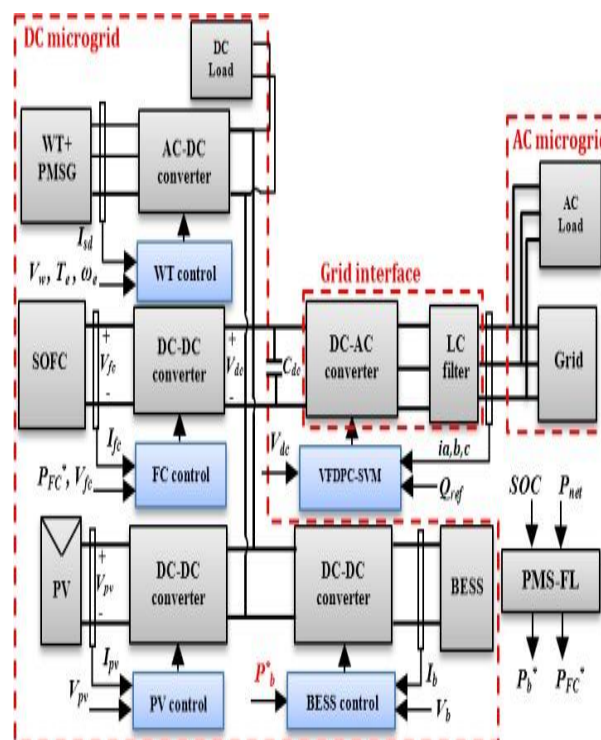 DC microgrid
DC
Load
WT+
PMSG
AC-DC
converter
AC microgrid
AC
Load
I_sd
V_w, T_e, ω_e
WT control
Grid interface
SOFC
+
V_fc
-
DC-DC
converter
+
V_dc
-
C_dc
DC-AC
converter
LC
filter
Grid
I_fc
P_FC*, V_fc
FC control
V_dc
VFDPC-SVM
ia,b,c
Q_ref
SOC
P_net
PV
+
V_pv
-
DC-DC
converter
DC-DC
converter
BESS
PMS-FL
I_pv
V_pv
PV control
P*_b
BESS control
I_b
V_b
P_b*
P_FC*